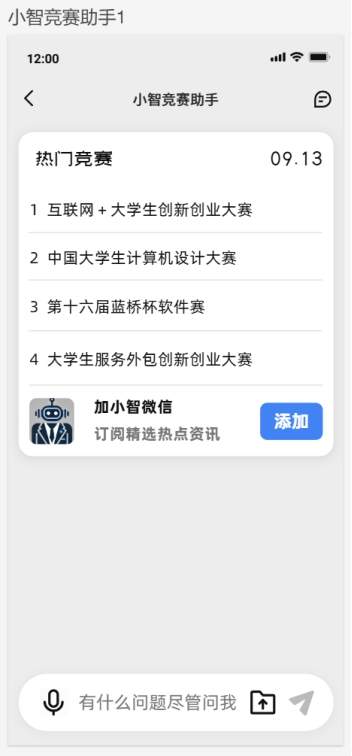 小智竞赛助手1
12:00
小智竞赛助手
热门竞赛 09.13
1 互联网+大学生创新创业大赛
2 中国大学生计算机设计大赛
3 第十六届蓝桥杯软件赛
4 大学生服务外包创新创业大赛
加小智微信
订阅精选热点资讯
添加
有什么问题尽管问我